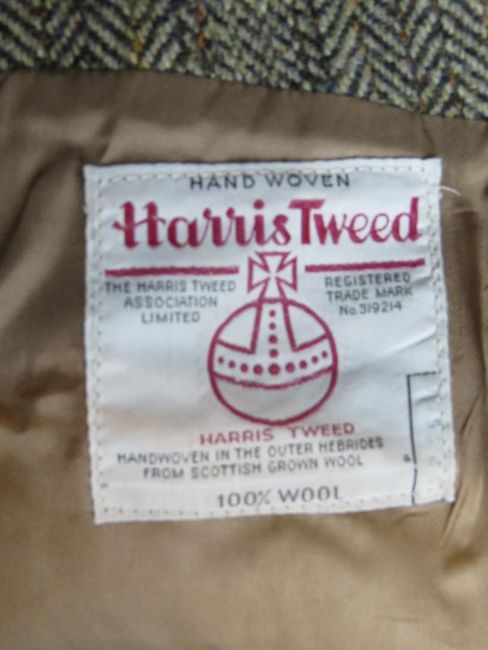 HAND WOVEN
Harris Tweed
THE HARRIS TWEED
ASSOCIATION
LIMITED
REGISTERED
TRADE MARK
No. 319214
HARRIS TWEED
HANDWOVEN IN THE OUTER HEBRIDES
FROM SCOTTISH GROWN WOOL
100% WOOL